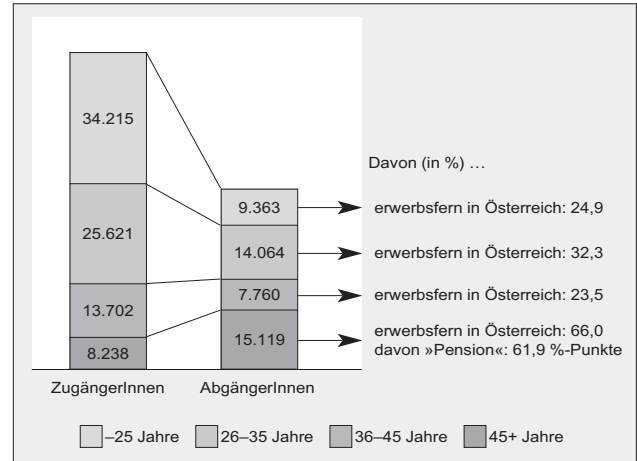 34.215
25.621
13.702
8.238
ZugängerInnen
9.363
14.064
7.760
15.119
AbgängerInnen
Davon (in %) …
erwerbsfern in Österreich: 24,9
erwerbsfern in Österreich: 32,3
erwerbsfern in Österreich: 23,5
erwerbsfern in Österreich: 66,0
davon »Pension«: 61,9 %-Punkte
–25 Jahre
26–35 Jahre
36–45 Jahre
45+ Jahre